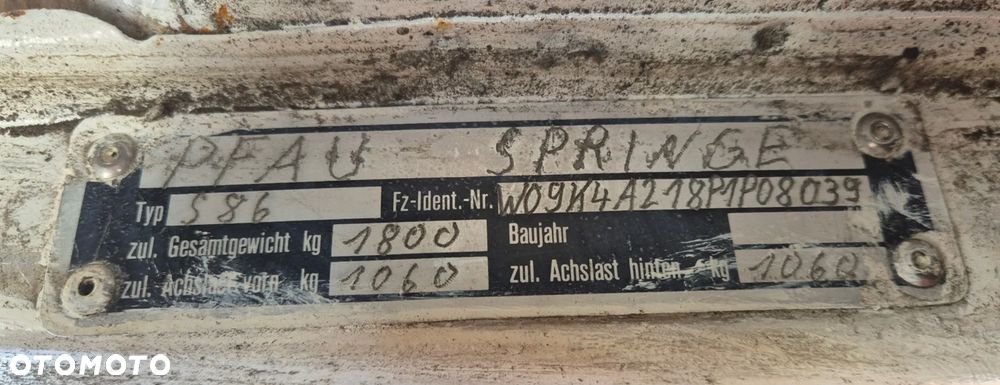 PFAU SPRINGE
Typ S86 Fz-Ident.-Nr. W09K4A218P1P08039
zul. Gesamtgewicht kg 1800 Baujahr
zul. Achslast vorn kg 1060 zul. Achslast hinten kg 1060
OTOMOTO
OTOMOTO